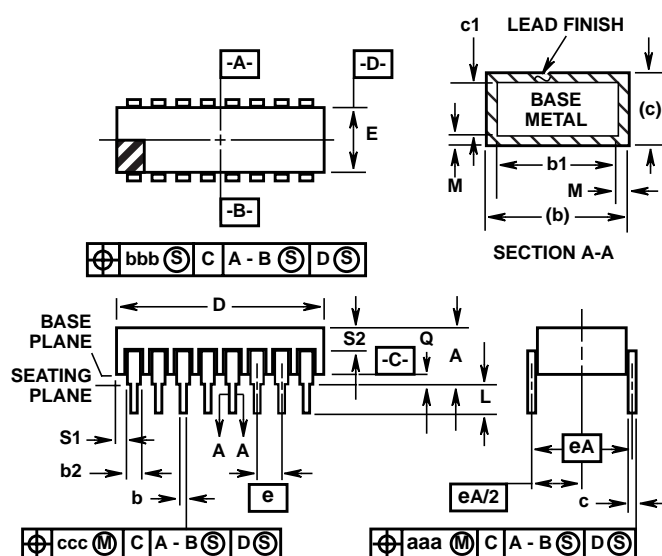 c1 LEAD FINISH
-A- -D-
BASE METAL
(c)
E
M b1 M
-B- (b)
SECTION A-A
bbb Ⓢ C A - B Ⓢ D Ⓢ
D
BASE PLANE
S2 Q A
-C-
SEATING PLANE
L
S1
A A
eA
b2
b e eA/2 c
ccc Ⓜ C A - B Ⓢ D Ⓢ
aaa Ⓜ C A - B Ⓢ D Ⓢ